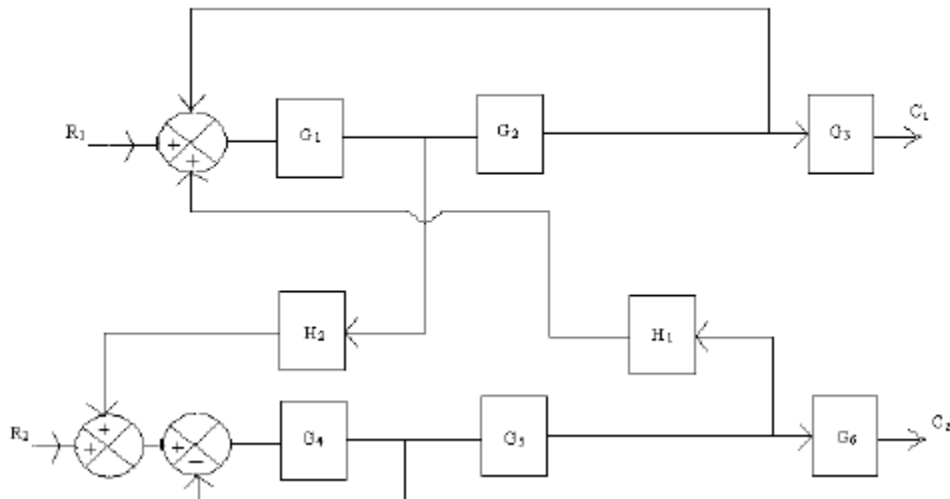 R₁ + + G₁ G₂ G₃ C₁
H₂ H₁
R₂ + + + − G₄ G₅ G₆ C₂